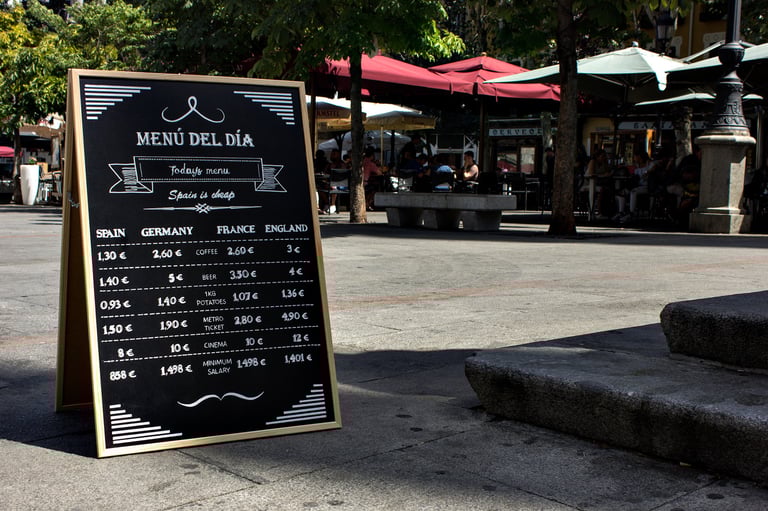 MENÚ DEL DÍA
Todays menu
Spain is cheap
SPAIN GERMANY FRANCE ENGLAND
1,30 € 2,60 € COFFEE 2,60 € 3 €
1,40 € 5 € BEER 3,50 € 4 €
0,93 € 1,40 € 1KG POTATOES 1,07 € 1,36 €
1,50 € 1,90 € METRO TICKET 2,80 € 4,90 €
8 € 10 € CINEMA 10 € 12 €
858 € 1,498 € MINIMUM SALARY 1,498 € 1,401 €